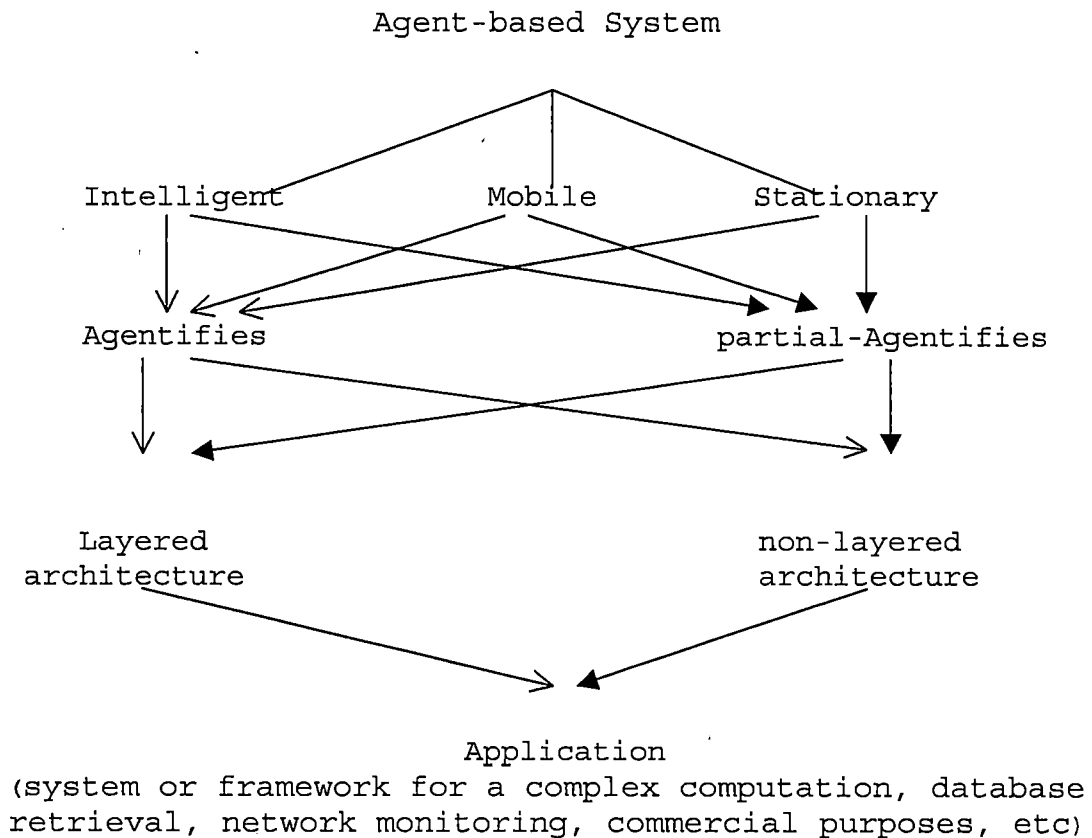 Agent-based System
Intelligent Mobile Stationary
Agentifies partial-Agentifies
Layered non-layered
architecture architecture
Application
(system or framework for a complex computation, database
retrieval, network monitoring, commercial purposes, etc)